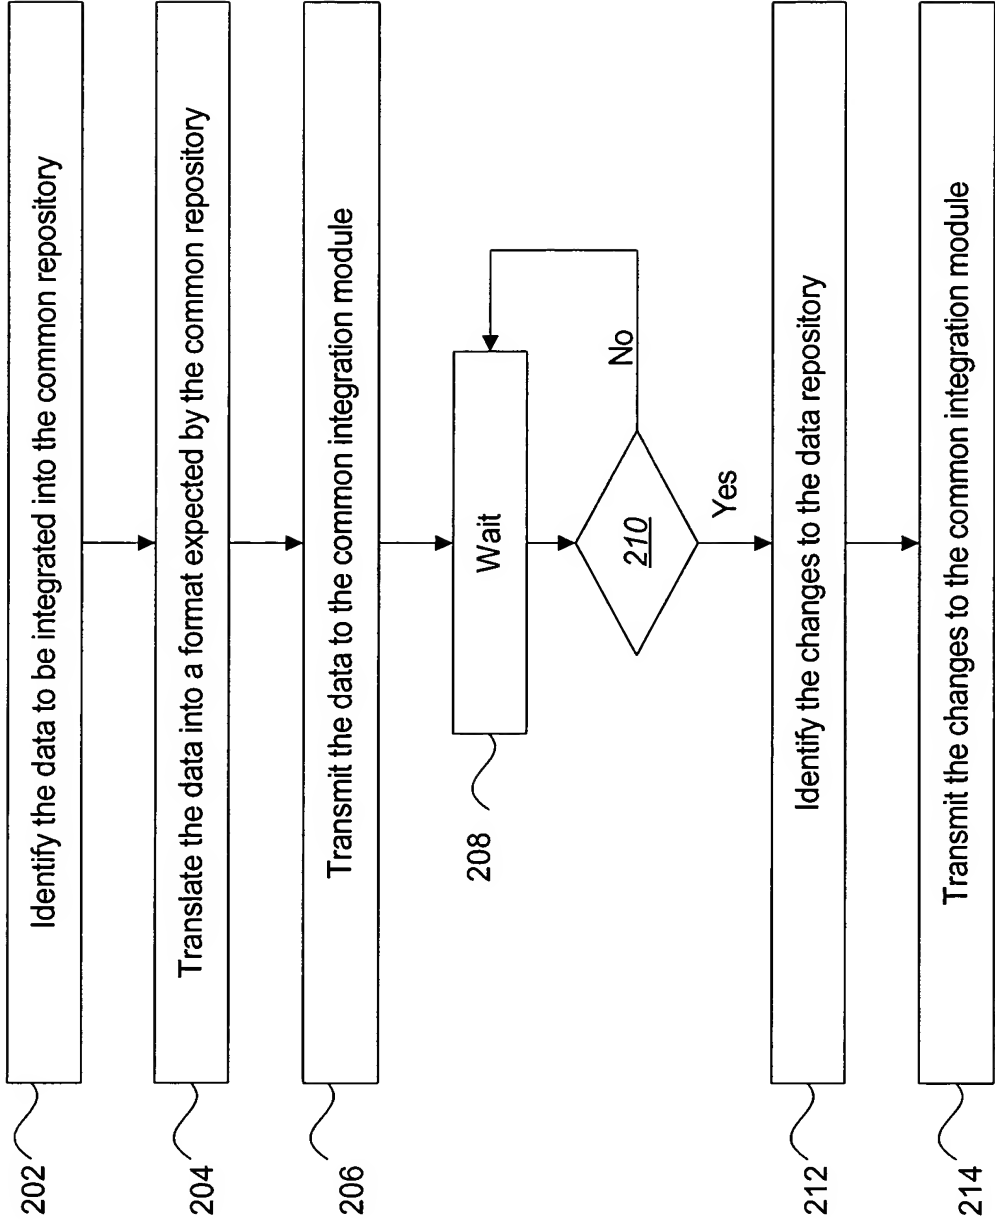 202
Identify the data to be integrated into the common repository
204
Translate the data into a format expected by the common repository
206
Transmit the data to the common integration module
208
Wait
210
No
Yes
212
Identify the changes to the data repository
214
Transmit the changes to the common integration module